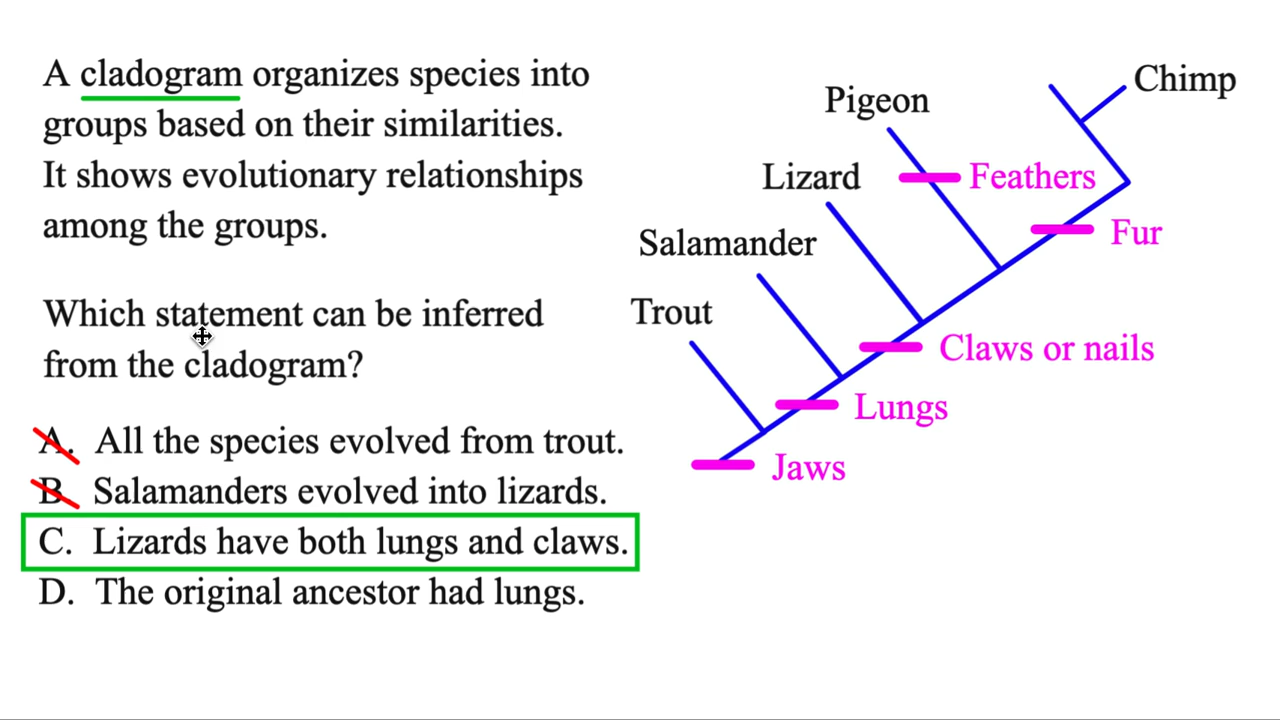 A cladogram organizes species into
groups based on their similarities.
It shows evolutionary relationships
among the groups.
Which statement can be inferred
from the cladogram?
A. All the species evolved from trout.
B. Salamanders evolved into lizards.
C. Lizards have both lungs and claws.
D. The original ancestor had lungs.
Chimp
Pigeon
Lizard
Feathers
Fur
Salamander
Trout
Claws or nails
Lungs
Jaws